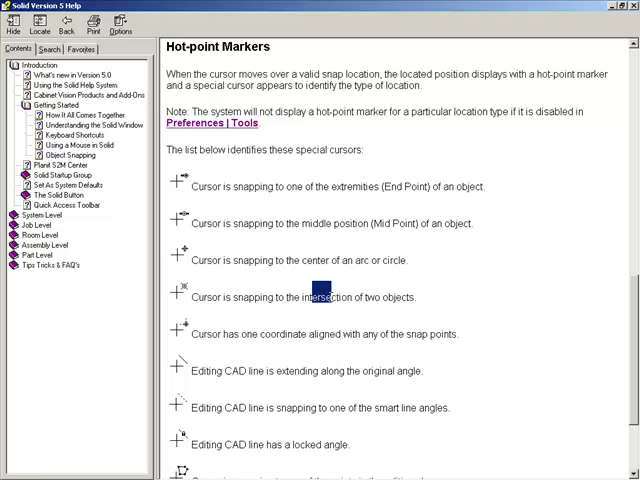 Solid Version 5 Help
Hide
Locate
Back
Print
Options
Contents
Search
Favorites
Introduction
What's new in Version 5.0
Using the Solid Help System
Cabinet Vision Products and Add-Ons
Getting Started
How It All Comes Together
Understanding the Solid Window
Keyboard Shortcuts
Using a Mouse in Solid
Object Snapping
Planit S2M Center
Solid Startup Group
Set As System Defaults
The Solid Button
Quick Access Toolbar
System Level
Job Level
Room Level
Assembly Level
Part Level
Tips Tricks & FAQ's
Hot-point Markers
When the cursor moves over a valid snap location, the located position displays with a hot-point marker
and a special cursor appears to identify the type of location.
Note: The system will not display a hot-point marker for a particular location type if it is disabled in
Preferences | Tools.
The list below identifies these special cursors:
Cursor is snapping to one of the extremities (End Point) of an object.
Cursor is snapping to the middle position (Mid Point) of an object.
Cursor is snapping to the center of an arc or circle.
Cursor is snapping to the intersection of two objects.
Cursor has one coordinate aligned with any of the snap points.
Editing CAD line is extending along the original angle.
Editing CAD line is snapping to one of the smart line angles.
Editing CAD line has a locked angle.